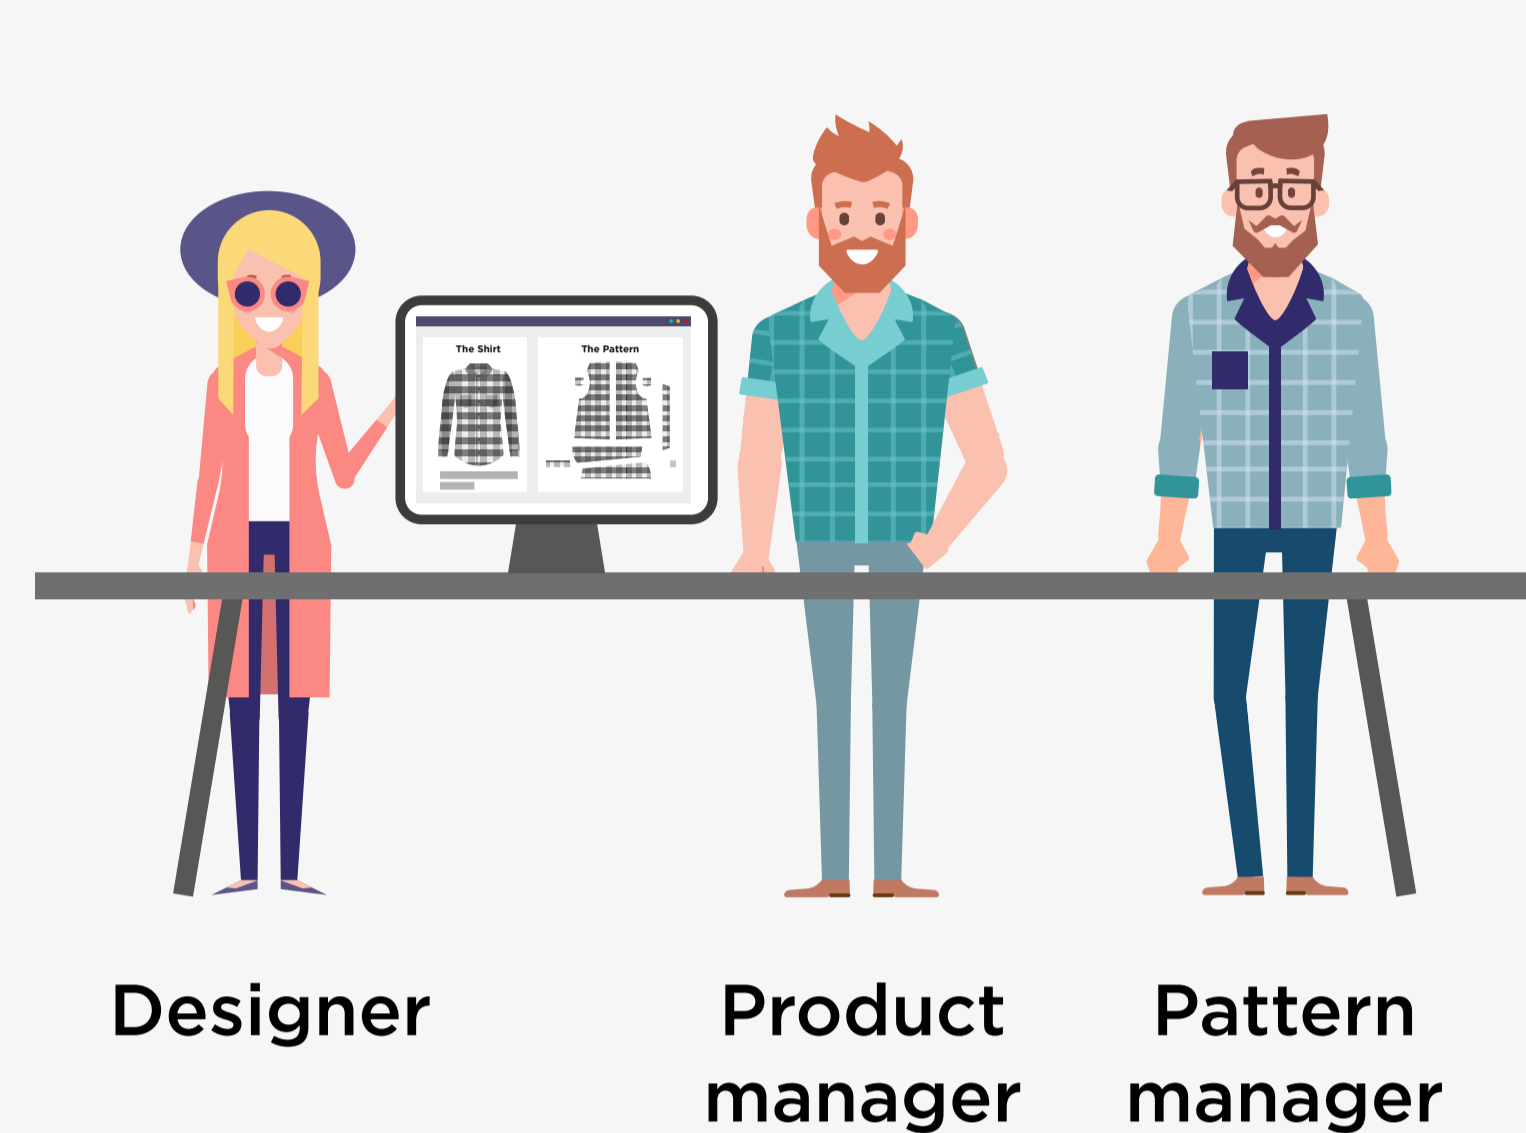 The Shirt
The Pattern
Designer
Product
manager
Pattern
manager